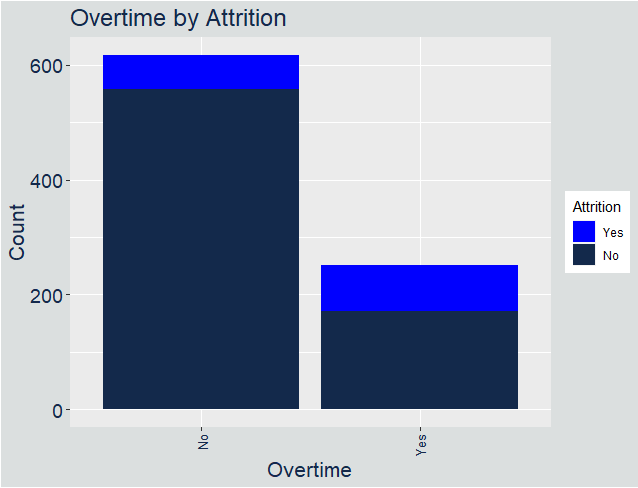 Overtime by Attrition
Count
600
400
200
0
No
Yes
Overtime
Attrition
Yes
No